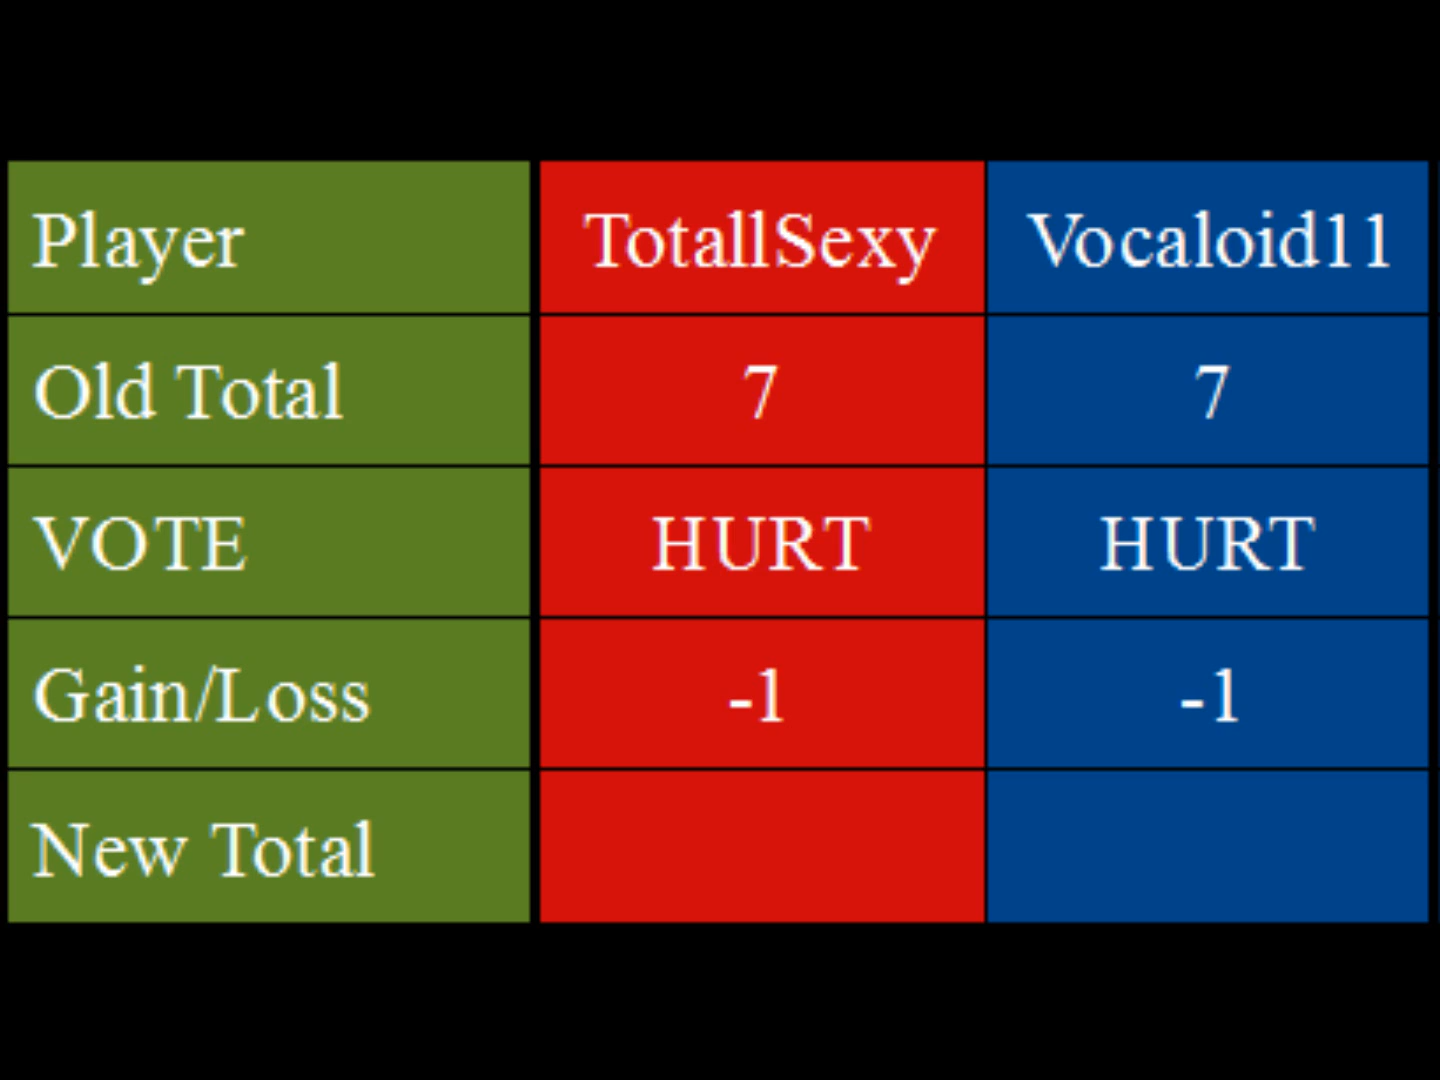 Player TotallSexy Vocaloid11
Old Total 7 7
VOTE HURT HURT
Gain/Loss -1 -1
New Total